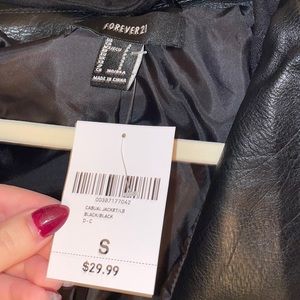 FOREVER 21
MADE IN CHINA
00387177042
CASUAL JACKET/LS
BLACK/BLACK
D - C
S
$29.99